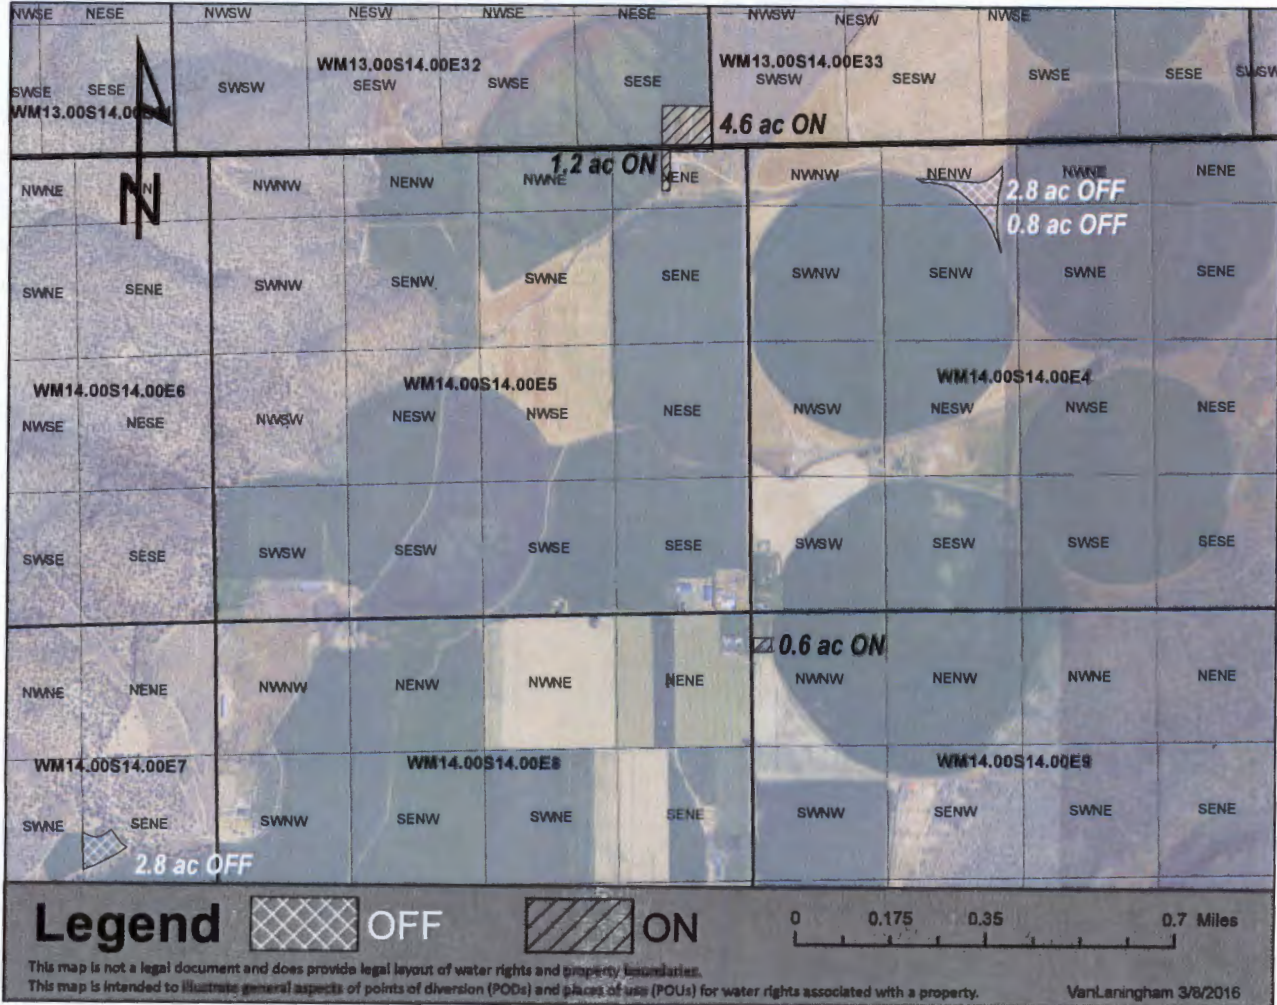 NWSE NESE NWSW NESW NWSE NESE NWSW NESW NWSE
WM13.00S14.00E32 WM13.00S14.00E33
SWSE SESE SWSW SESW SWSE SESE SWSW SESW SWSE SESE SWSW
4.6 ac ON
1.2 ac ON
NWNE NWNW NENW NWNE NENE NWNW NENW NWNE NENE
N
2.8 ac OFF
0.8 ac OFF
SWNE SENE SWNW SENW SWNE SENE SWNW SENW SWNE SENE
WM14.00S14.00E6 WM14.00S14.00E5 WM14.00S14.00E4
NWSE NESE NWSW NESW NWSE NESE NWSW NESW NWSE NESE
SWSE SESE SWSW SESW SWSE SESE SWSW SESW SWSE SESE
0.6 ac ON
NWNE NENE NWNW NENW NWNE NENE NWNW NENW NWNE NENE
WM14.00S14.00E7 WM14.00S14.00E8 WM14.00S14.00E9
SWNE SENE SWNW SENW SWNE SENE SWNW SENW SWNE SENE
2.8 ac OFF
Legend OFF ON
0 0.175 0.35 0.7 Miles
This map is not a legal document and does provide legal layout of water rights and property boundaries.
This map is intended to illustrate general aspects of points of diversion (PODs) and places of use (POUs) for water rights associated with a property. VanLaningham 3/8/2016